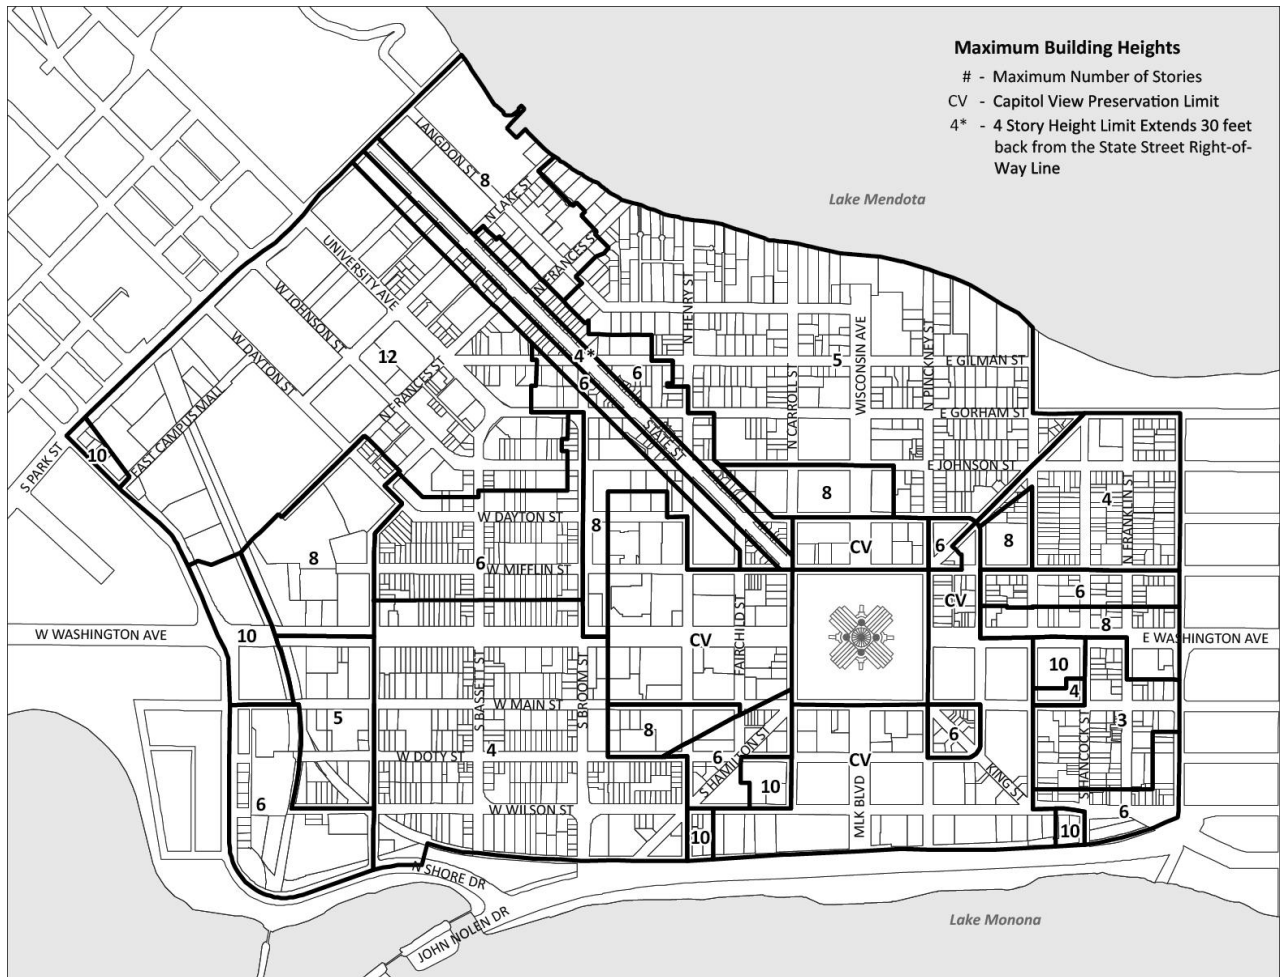 Maximum Building Heights
# - Maximum Number of Stories
CV - Capitol View Preservation Limit
4* - 4 Story Height Limit Extends 30 feet
back from the State Street Right-of-
Way Line
Lake Mendota
LANGDON ST
8
N LAKE ST
UNIVERSITY AVE
N FRANCES ST
N HENRY ST
W JOHNSON ST
WISCONSIN AVE
N PINCKNEY ST
W DAYTON ST
12
4*
6
6
5
E GILMAN ST
N FRANCES ST
N CARROLL ST
EAST CAMPUS MALL
STATE ST
E GORHAM ST
S PARK ST
10
E JOHNSON ST
8
4
N FRANKLIN ST
W DAYTON ST
8
8
6
CV
6
8
W MIFFLIN ST
6
CV
FAIRCHILD ST
8
W WASHINGTON AVE
10
CV
E WASHINGTON AVE
S BASSETT ST
S BROOM ST
10
4
W MAIN ST
5
8
6
3
W DOTY ST
4
6
S HAMILTON ST
CV
S HANCOCK ST
KING ST
10
MLK BLVD
6
W WILSON ST
6
10
10
N SHORE DR
JOHN NOLEN DR
Lake Monona